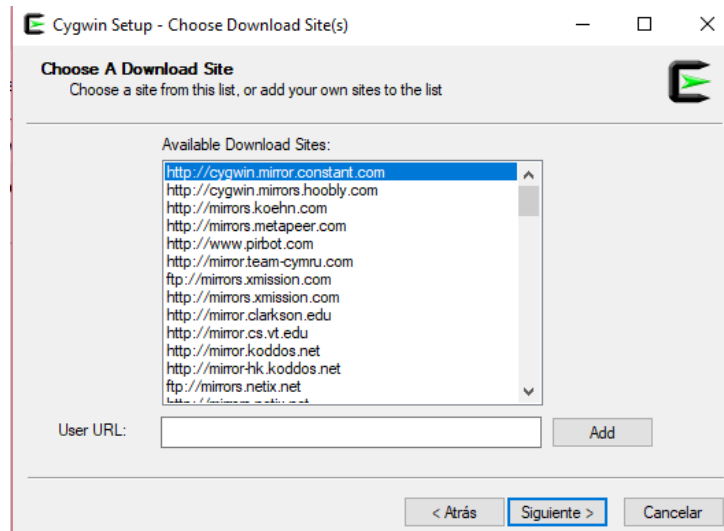 Cygwin Setup - Choose Download Site(s)
Choose A Download Site
Choose a site from this list, or add your own sites to the list
Available Download Sites:
http://cygwin.mirror.constant.com
http://cygwin.mirrors.hoobly.com
http://mirrors.koehn.com
http://mirrors.metapeer.com
http://www.pirbot.com
http://mirror.team-cymru.com
ftp://mirrors.xmission.com
http://mirrors.xmission.com
http://mirror.clarkson.edu
http://mirror.cs.vt.edu
http://mirror.koddos.net
http://mirror-hk.koddos.net
ftp://mirrors.netix.net
User URL:
Add
< Atrás
Siguiente >
Cancelar